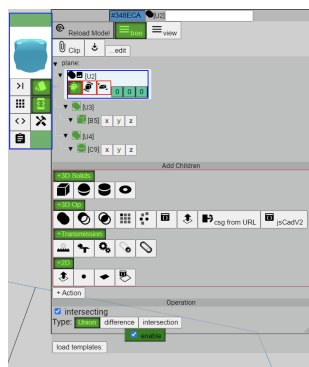 #348ECA [U2]
Reload Model tree view
Clip ...edit
▾ plane:
▾ [U2]
0 0 0
▾ [U3]
▾ [B5] x y z
▾ [U4]
▾ [C9] x y z
Add Children
+3D Solids
+3D Op
csg from URL jsCadV2
+Transmission
+2D
+ Action
Operation
intersecting
Type: Union difference intersection
enable
load templates